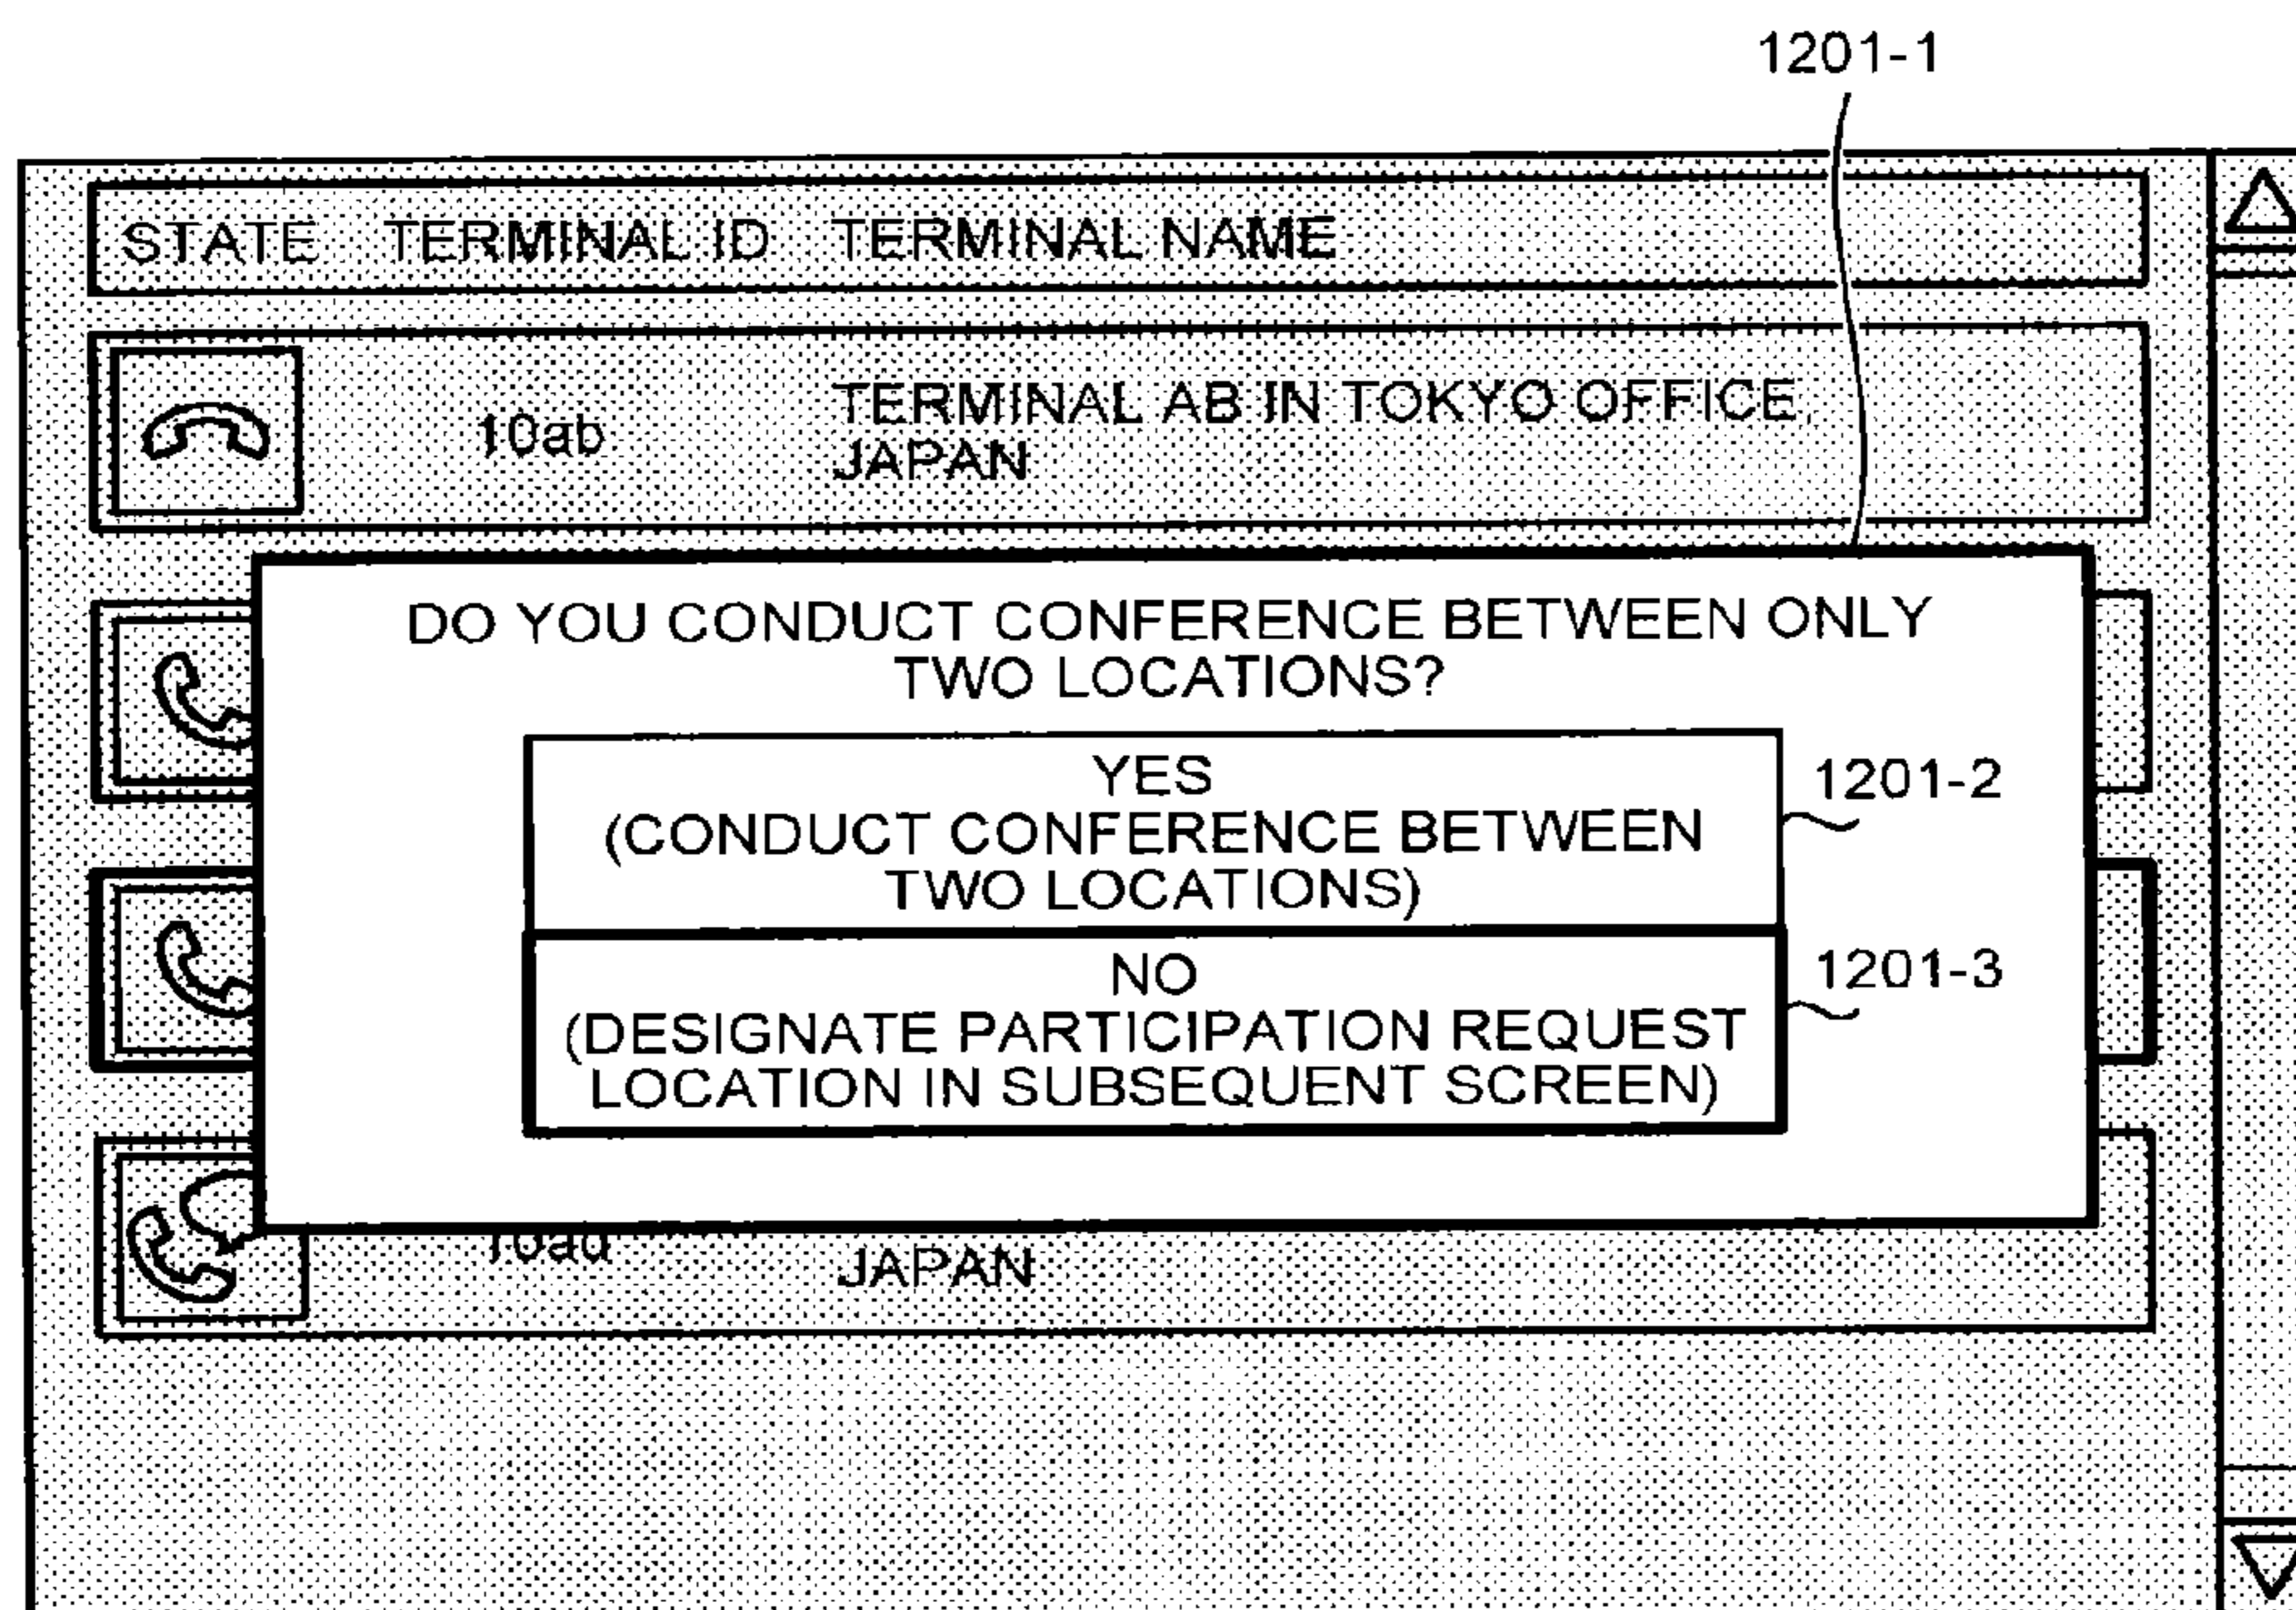 1201-1
STATE TERMINAL ID TERMINAL NAME
10ab
TERMINAL AB IN TOKYO OFFICE,
JAPAN
DO YOU CONDUCT CONFERENCE BETWEEN ONLY
TWO LOCATIONS?
YES
(CONDUCT CONFERENCE BETWEEN
TWO LOCATIONS)
1201-2
NO
(DESIGNATE PARTICIPATION REQUEST
LOCATION IN SUBSEQUENT SCREEN)
1201-3
JAPAN